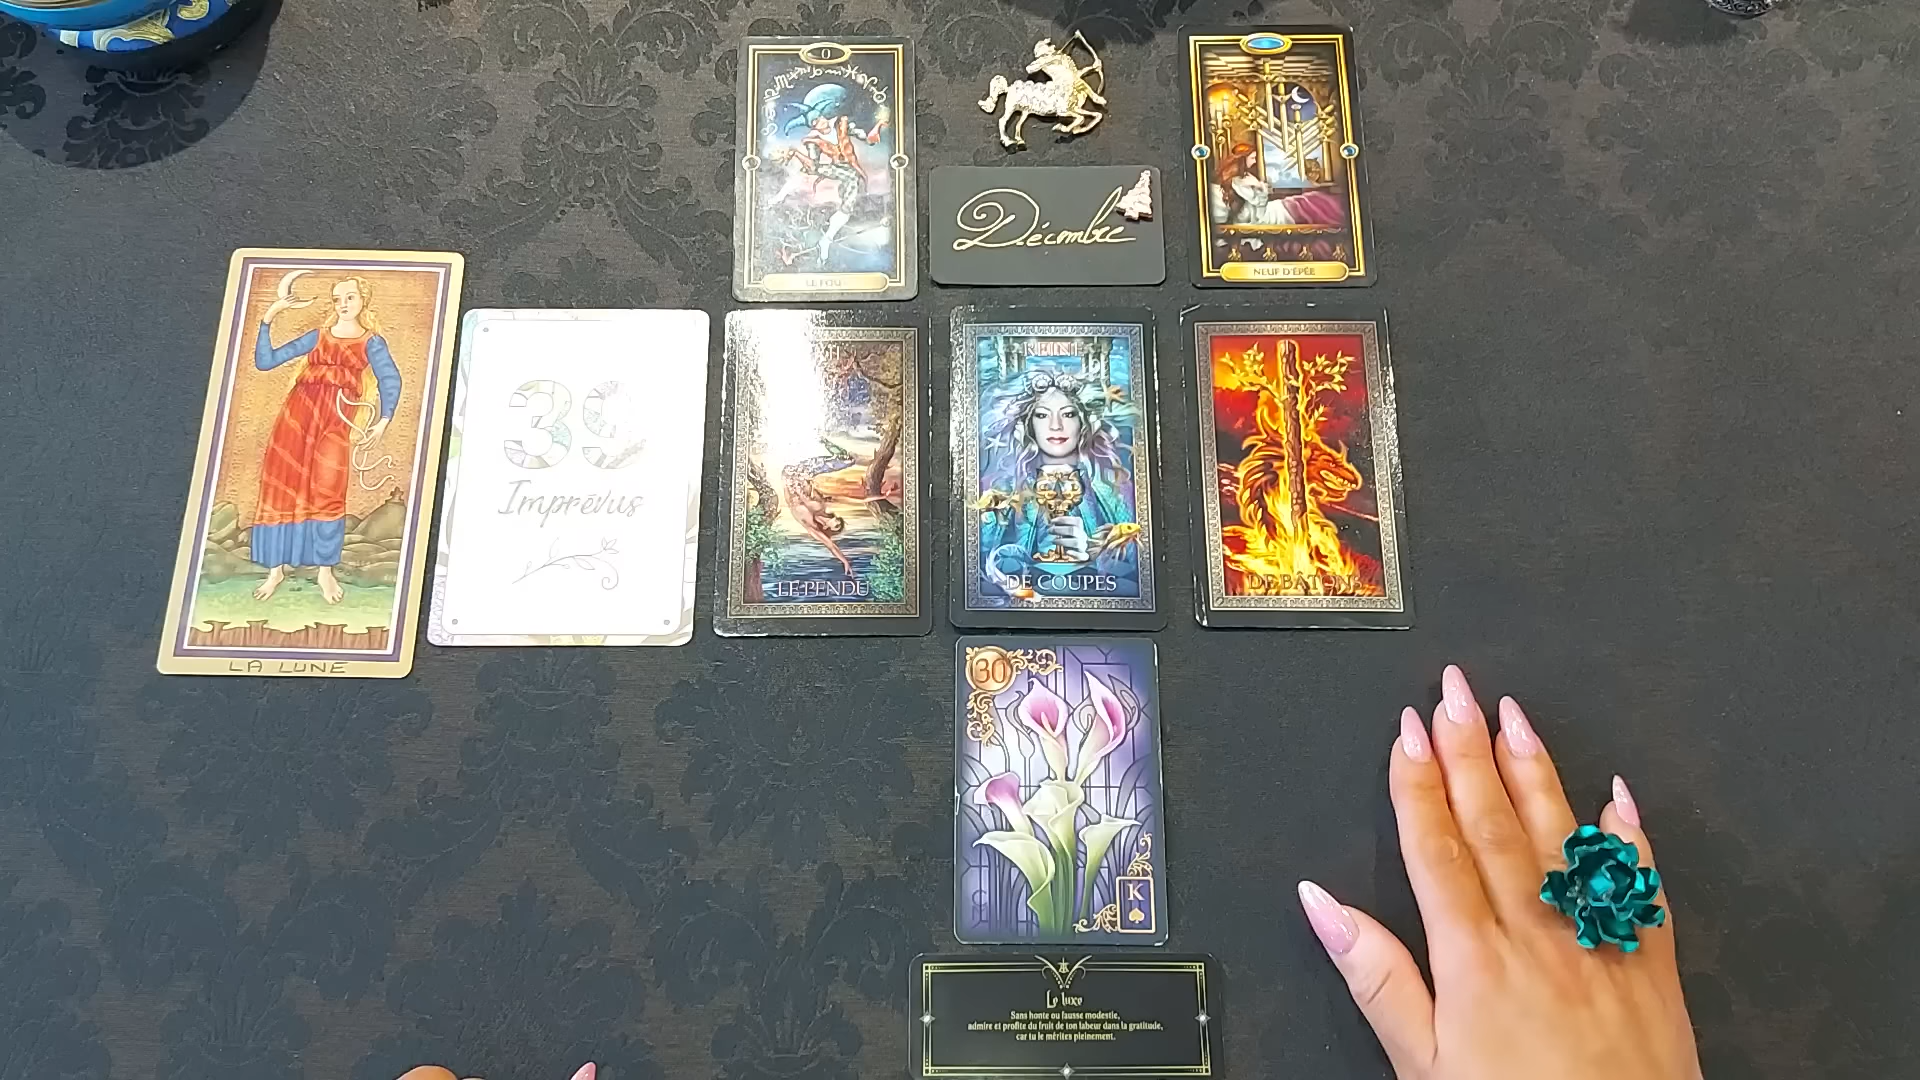 0
LE FOU
Décembre
NEUF D'ÉPÉE
LA LUNE
39
Imprévus
LE PENDU
REINE
DE COUPES
DE BÂTONS
30
K
Le luxe
Sans honte ou fausse modestie,
admire et profite du fruit de ton labeur dans la gratitude,
car tu le mérites pleinement.